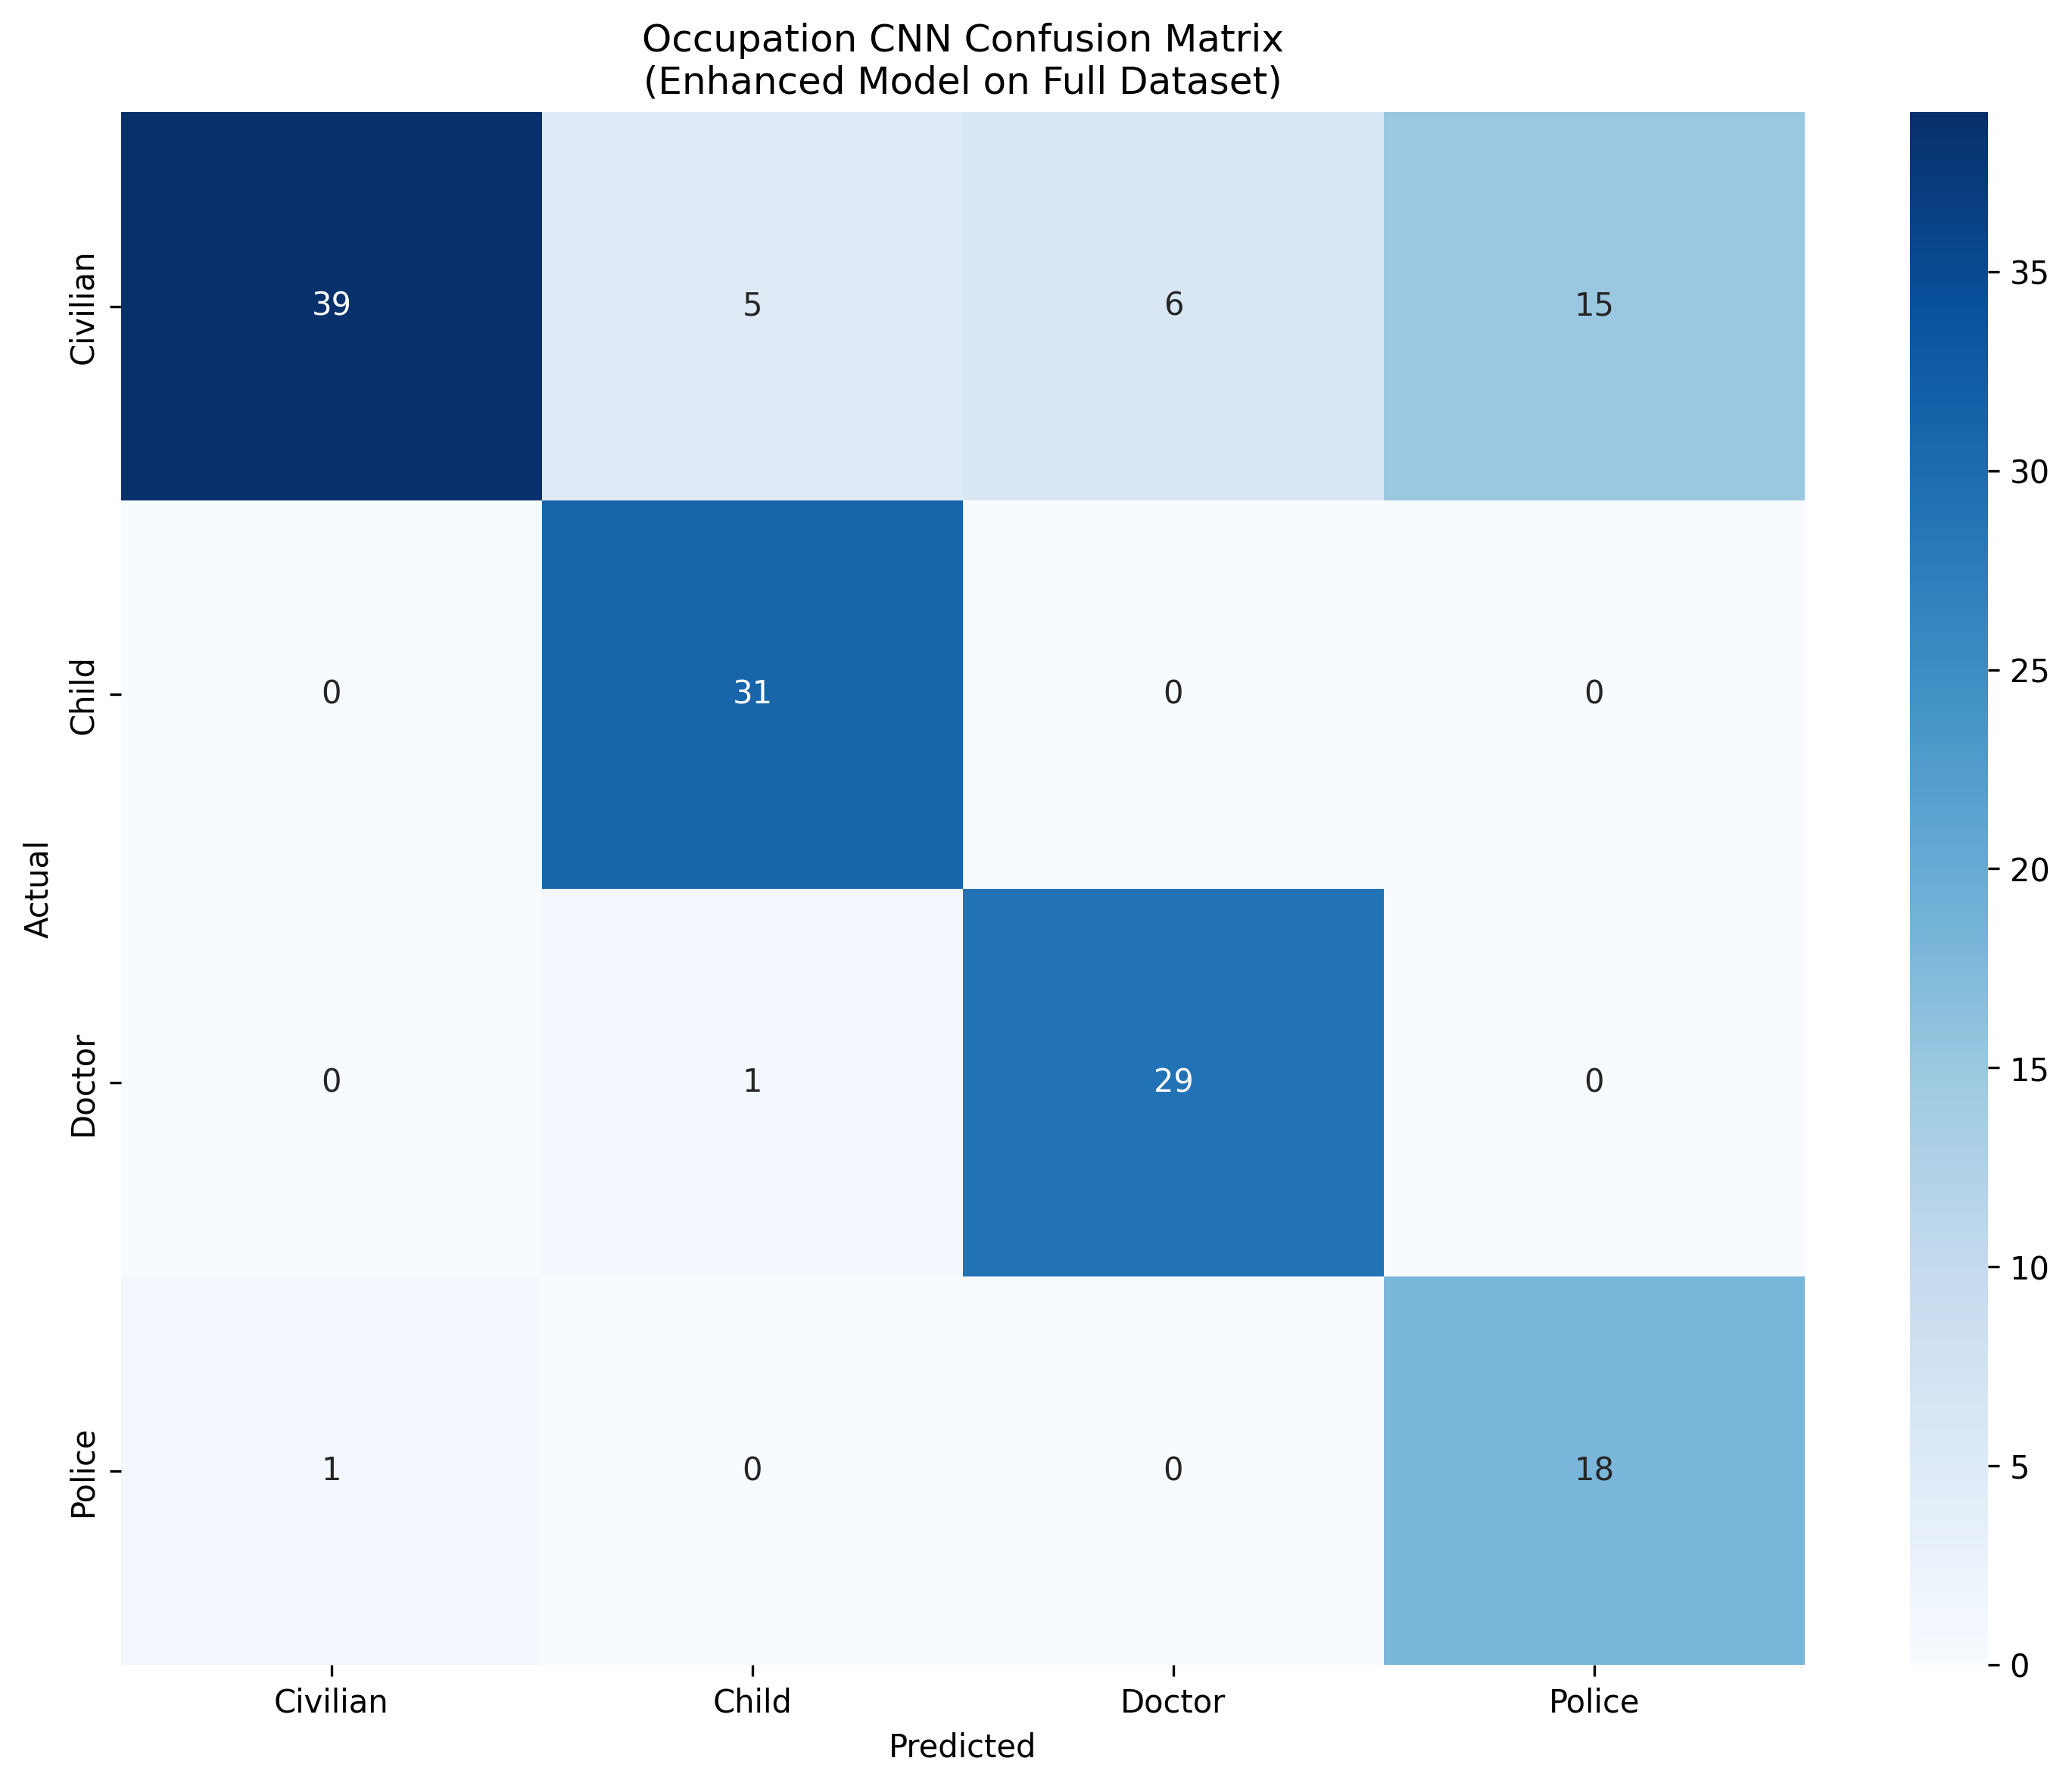 Occupation CNN Confusion Matrix
(Enhanced Model on Full Dataset)
Actual
Civilian
39 5 6 15
Child
0 31 0 0
Doctor
0 1 29 0
Police
1 0 0 18
Civilian Child Doctor Police
Predicted
35
30
25
20
15
10
5
0